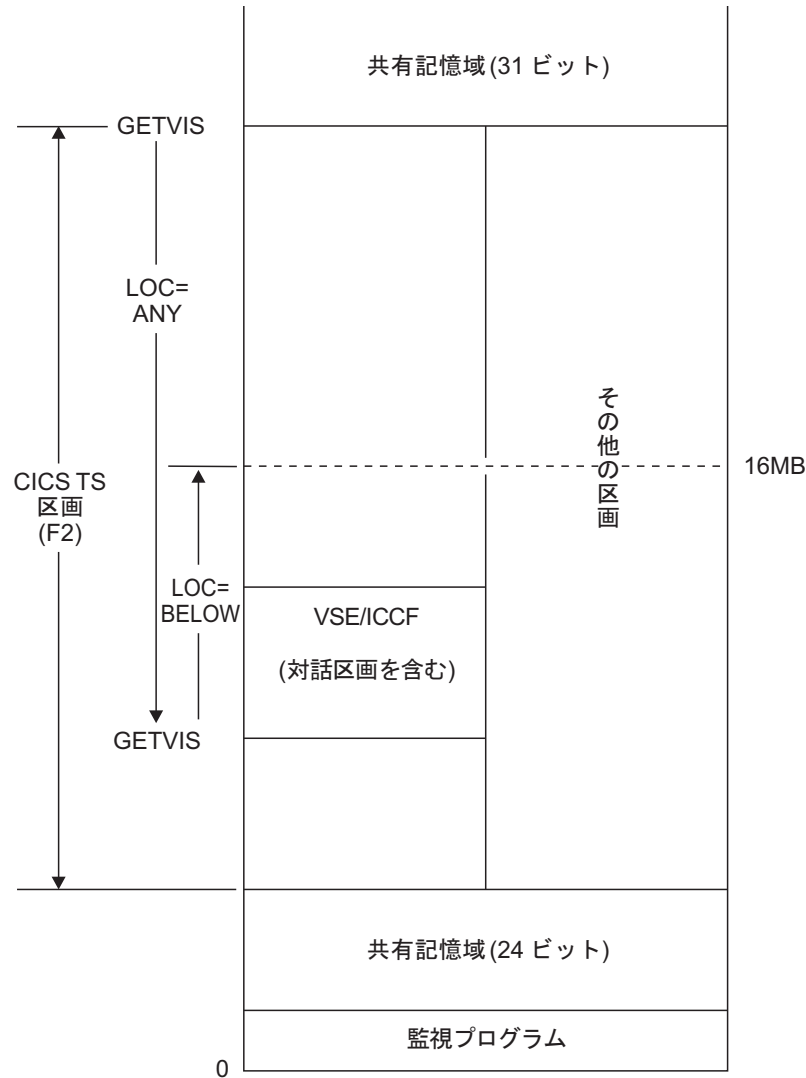 共有記憶域 (31 ビット)
GETVIS
LOC=
ANY
その他の区画
16MB
CICS TS
区画
(F2)
LOC=
BELOW
VSE/ICCF
(対話区画を含む)
GETVIS
共有記憶域 (24 ビット)
監視プログラム
0